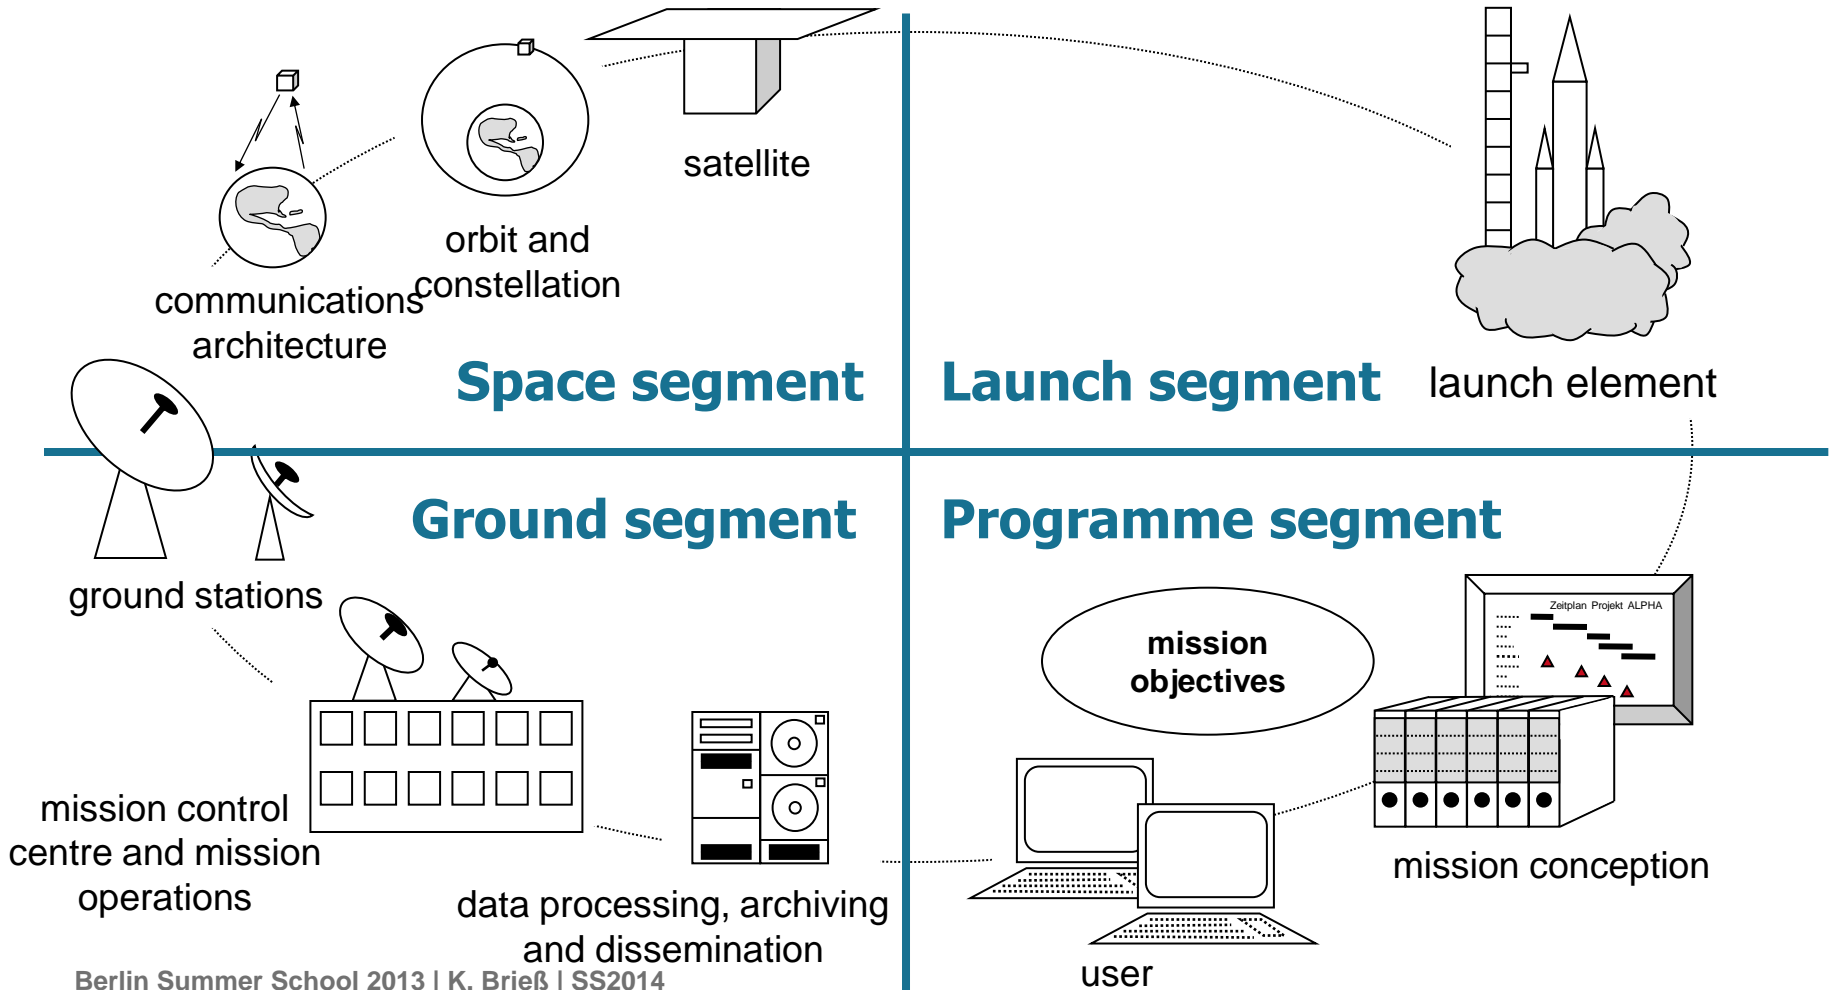 satellite
orbit and
constellation
communications
architecture
Space segment
Launch segment
launch element
Ground segment
Programme segment
ground stations
mission
objectives
Zeitplan Projekt ALPHA
mission control
centre and mission
operations
data processing, archiving
and dissemination
mission conception
user
Berlin Summer School 2013 | K. Brieß | SS2014